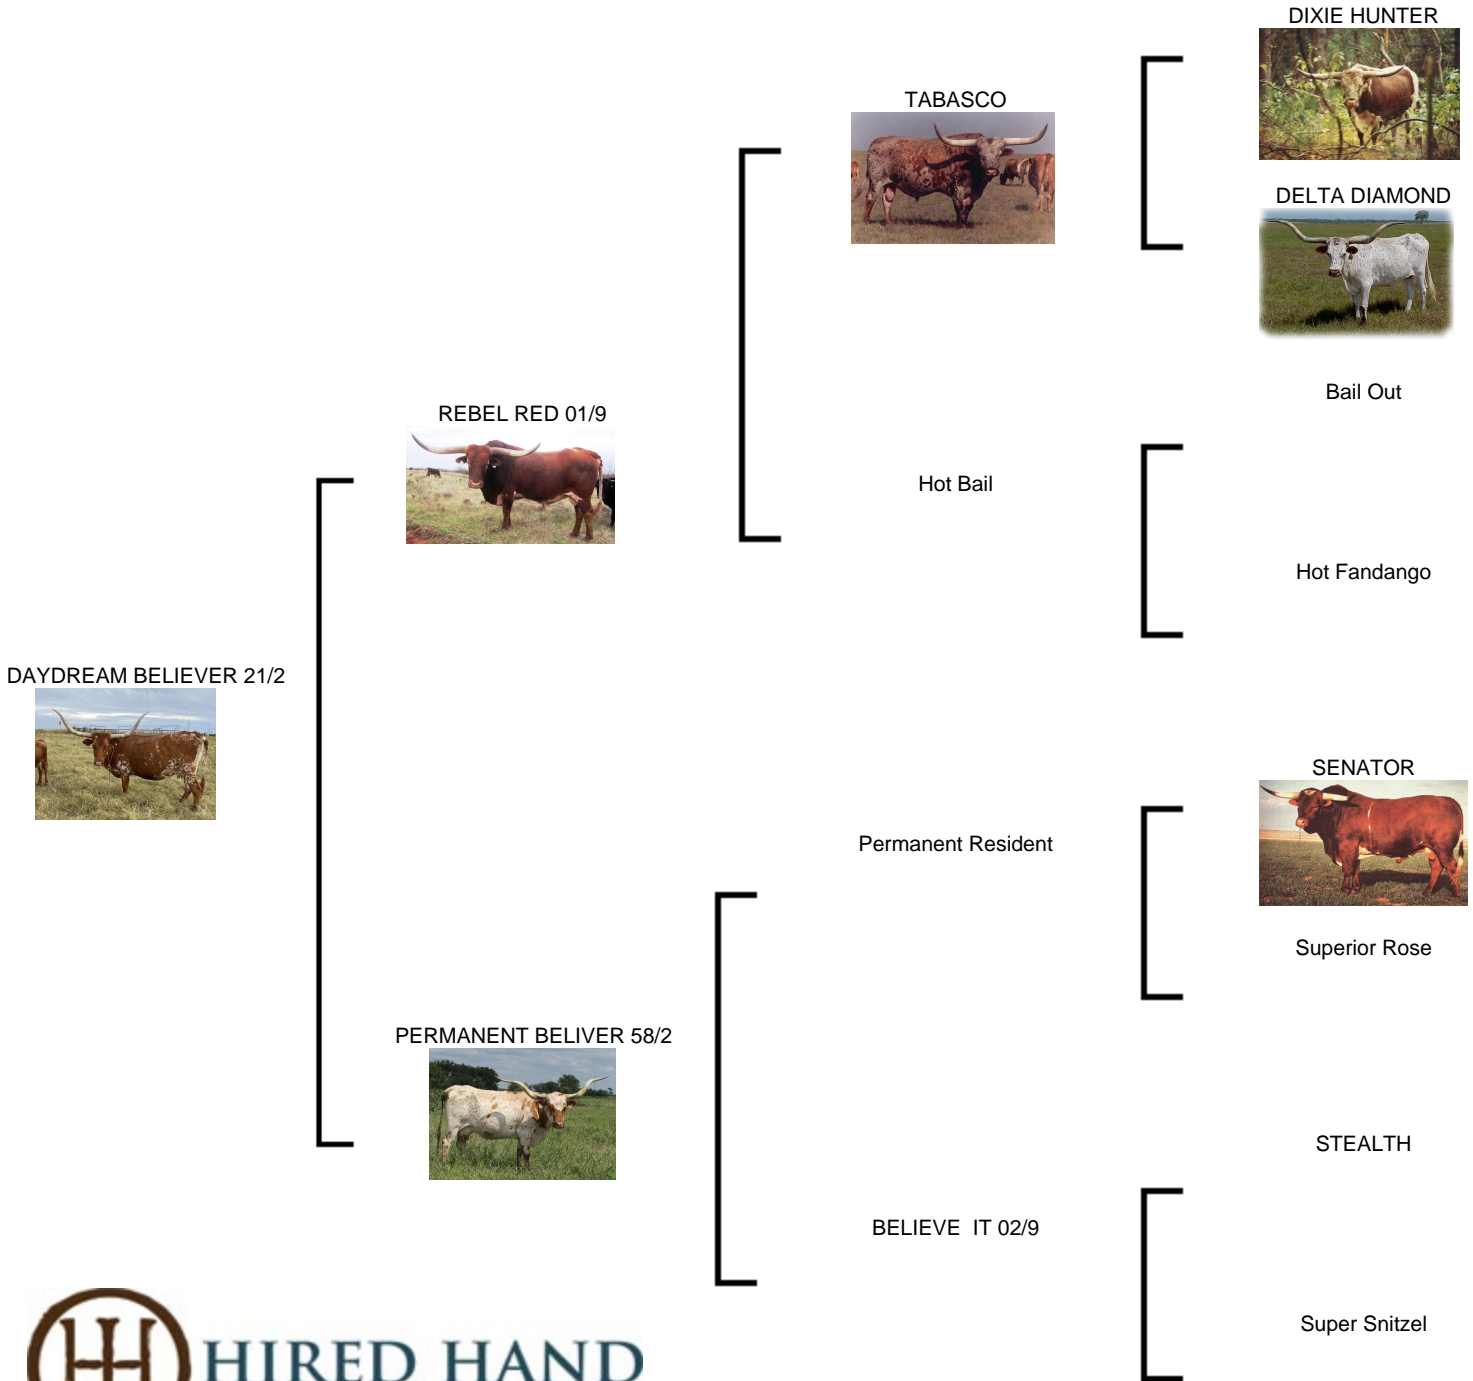 DIXIE HUNTER
TABASCO
DELTA DIAMOND
Bail Out
REBEL RED 01/9
Hot Bail
Hot Fandango
DAYDREAM BELIEVER 21/2
SENATOR
Permanent Resident
Superior Rose
PERMANENT BELIVER 58/2
STEALTH
BELIEVE  IT 02/9
Super Snitzel
HIRED HAND